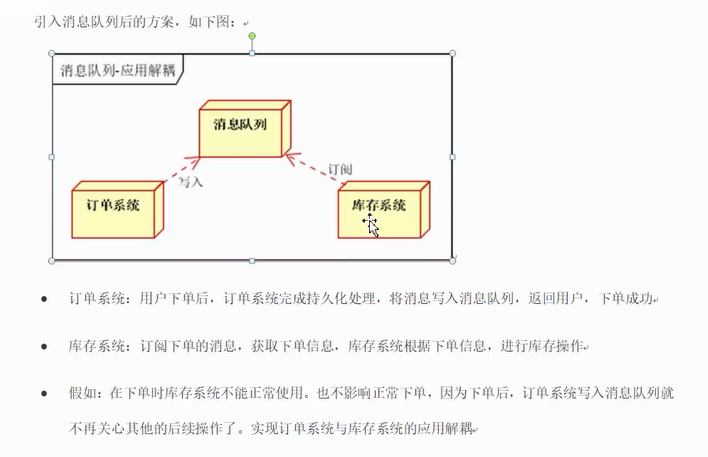 引入消息队列后的方案，如下图：
消息队列-应用解耦
消息队列
写入
订阅
订单系统
库存系统
● 订单系统：用户下单后，订单系统完成持久化处理，将消息写入消息队列，返回用户，下单成功
● 库存系统：订阅下单的消息，获取下单信息，库存系统根据下单信息，进行库存操作
● 假如：在下单时库存系统不能正常使用。也不影响正常下单，因为下单后，订单系统写入消息队列就
不再关心其他的后续操作了。实现订单系统与库存系统的应用解耦